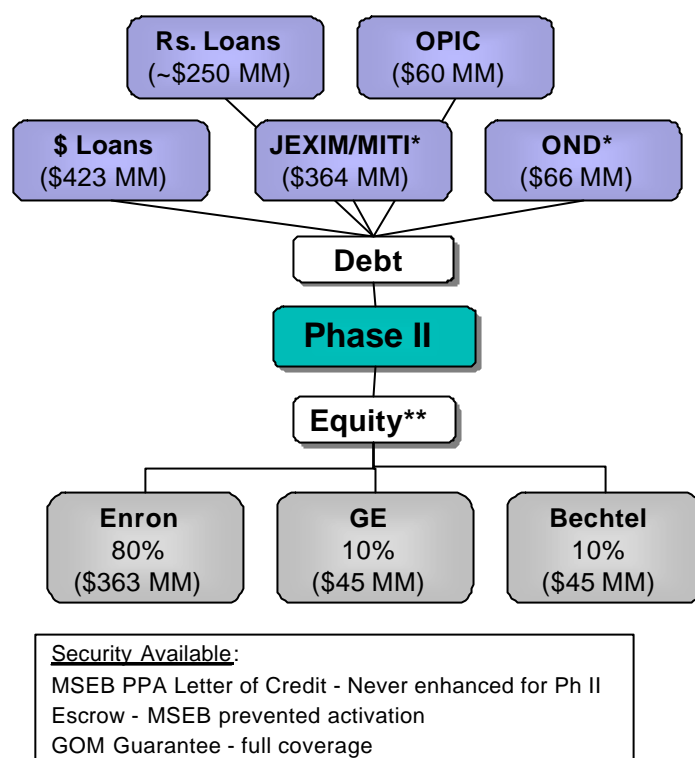 Rs. Loans
(~$250 MM)
OPIC
($60 MM)
$ Loans
($423 MM)
JEXIM/MITI*
($364 MM)
OND*
($66 MM)
Debt
Phase II
Equity**
Enron
80%
($363 MM)
GE
10%
($45 MM)
Bechtel
10%
($45 MM)
Security Available:
MSEB PPA Letter of Credit - Never enhanced for Ph II
Escrow - MSEB prevented activation
GOM Guarantee - full coverage